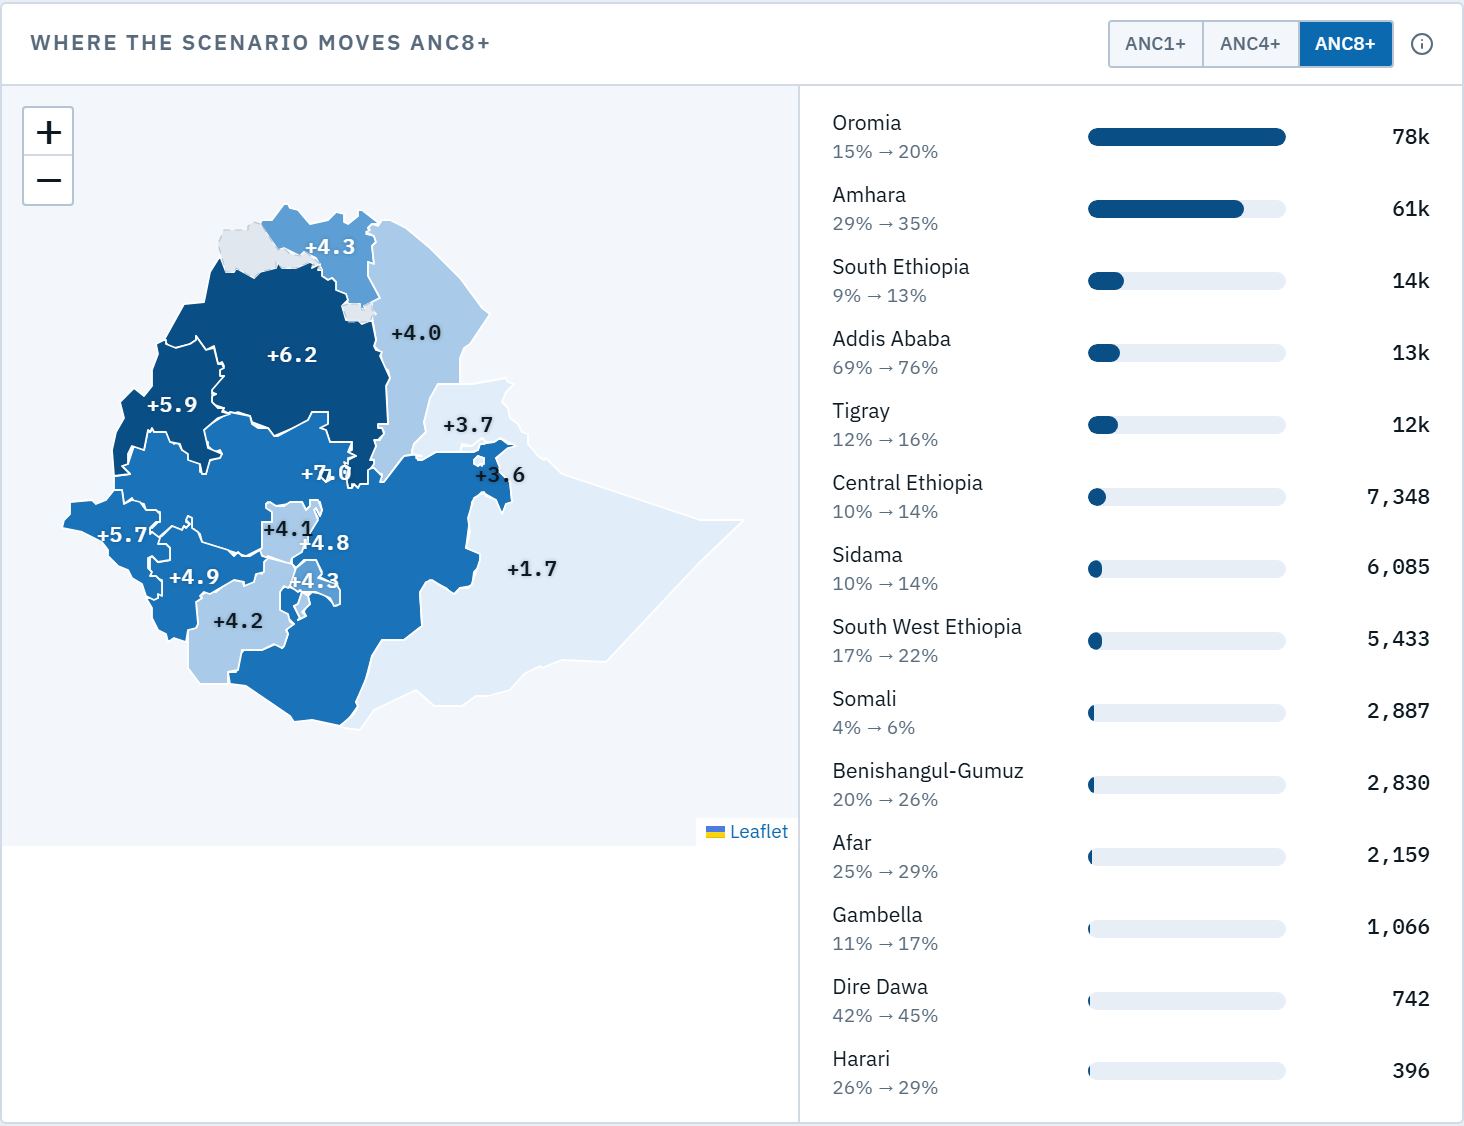 WHERE THE SCENARIO MOVES ANC8+
ANC1+
ANC4+
ANC8+
+
−
+4.3
+4.0
+6.2
+5.9
+3.7
+7.0
+3.6
+4.1
+5.7
+4.8
+1.7
+4.9
+4.3
+4.2
Leaflet
Oromia
15% → 20%
78k
Amhara
29% → 35%
61k
South Ethiopia
9% → 13%
14k
Addis Ababa
69% → 76%
13k
Tigray
12% → 16%
12k
Central Ethiopia
10% → 14%
7,348
Sidama
10% → 14%
6,085
South West Ethiopia
17% → 22%
5,433
Somali
4% → 6%
2,887
Benishangul-Gumuz
20% → 26%
2,830
Afar
25% → 29%
2,159
Gambella
11% → 17%
1,066
Dire Dawa
42% → 45%
742
Harari
26% → 29%
396